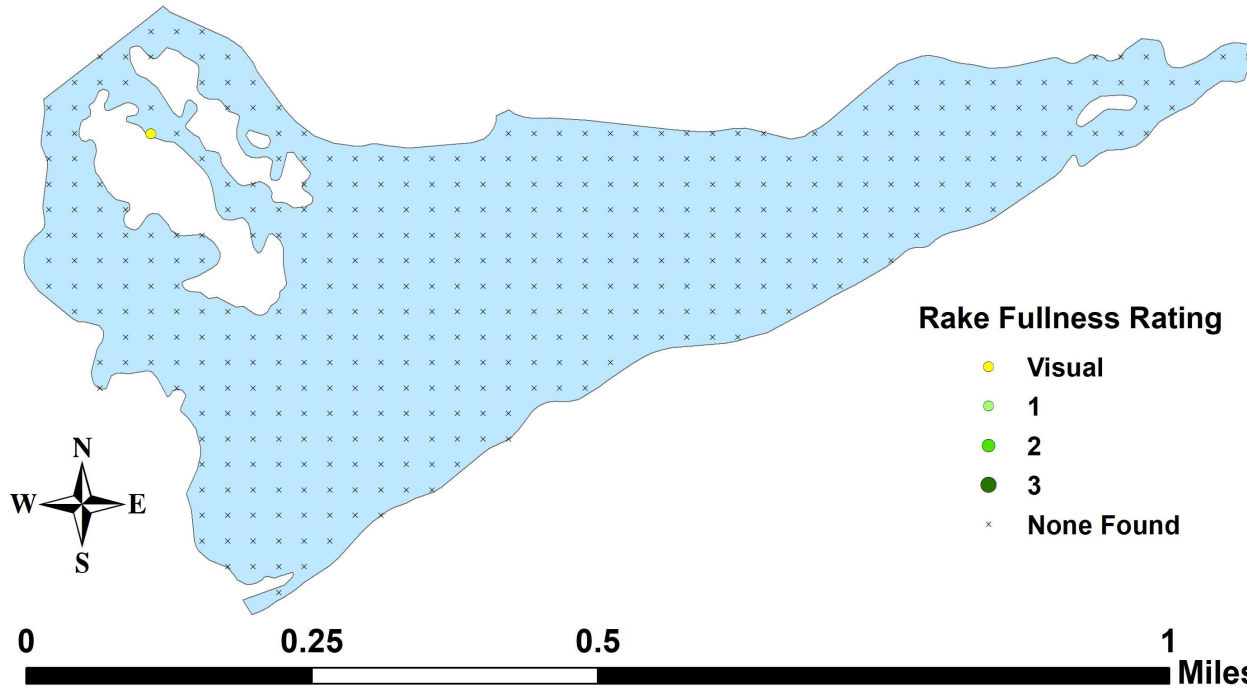 Rake Fullness Rating
Visual
1
2
3
None Found
N
W E
S
0 0.25 0.5 1
Miles